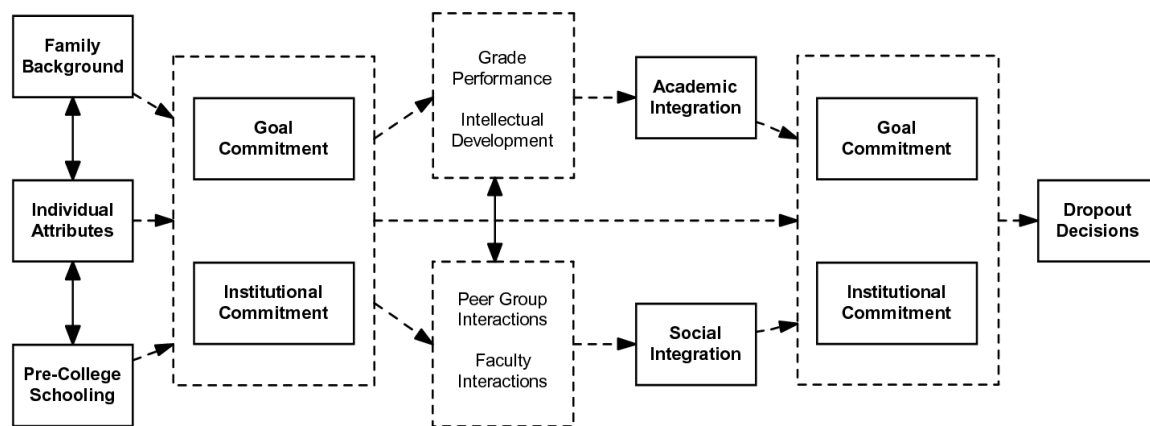 Family
Background
Individual
Attributes
Pre-College
Schooling
Goal
Commitment
Institutional
Commitment
Grade
Performance
Intellectual
Development
Peer Group
Interactions
Faculty
Interactions
Academic
Integration
Social
Integration
Goal
Commitment
Institutional
Commitment
Dropout
Decisions